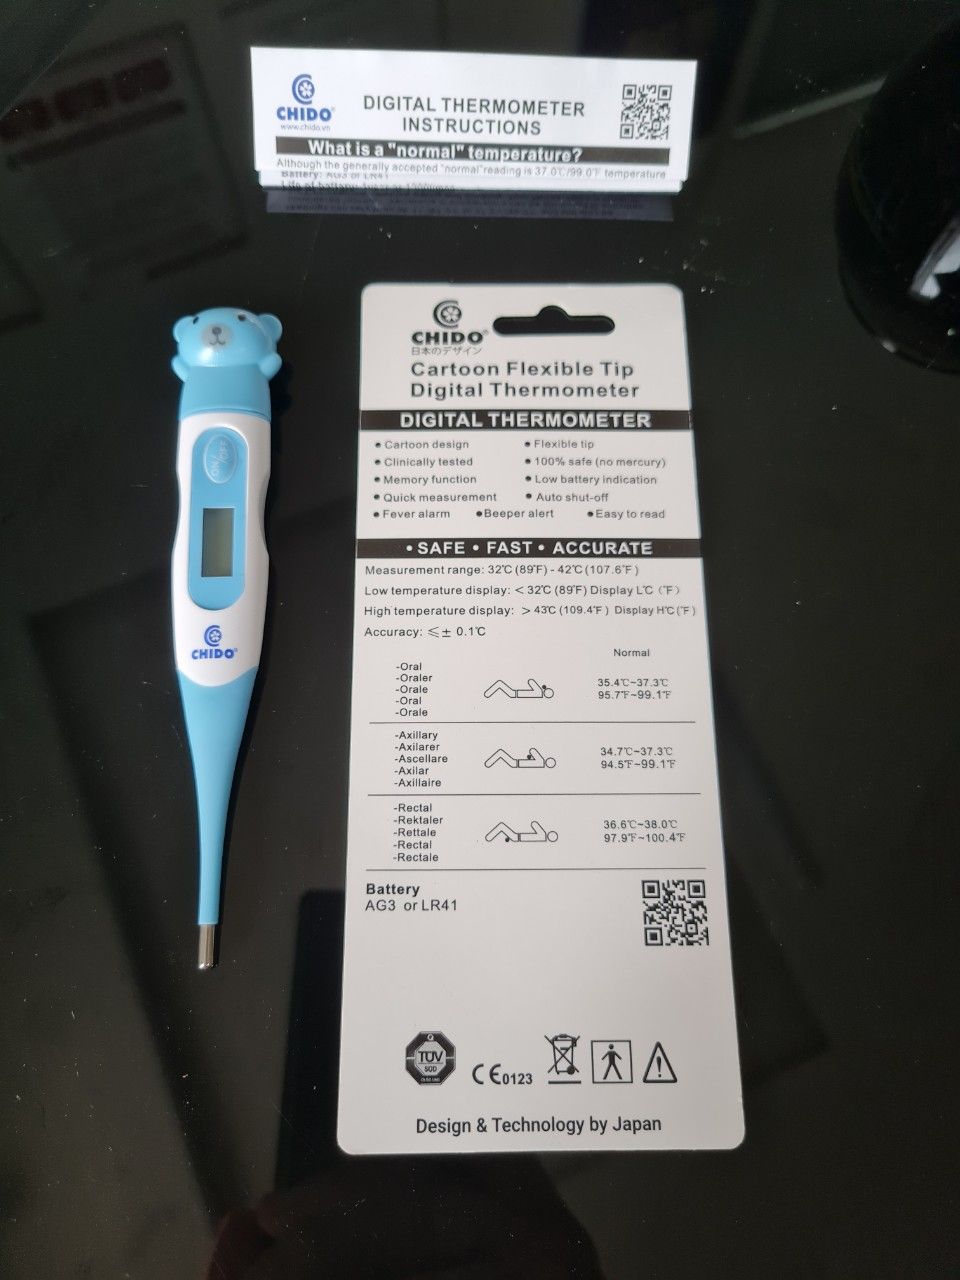 CHIDO®
www.chido.vn
DIGITAL THERMOMETER
INSTRUCTIONS
What is a "normal" temperature?
Although the generally accepted "normal"reading is 37.0℃/99.0℉ temperature
Battery: AG3 or LR41
Life of battery:
CHIDO®
日本のデザイン
Cartoon Flexible Tip
Digital Thermometer
DIGITAL THERMOMETER
• Cartoon design • Flexible tip
• Clinically tested • 100% safe (no mercury)
• Memory function • Low battery indication
• Quick measurement • Auto shut-off
• Fever alarm • Beeper alert • Easy to read
• SAFE • FAST • ACCURATE
Measurement range: 32℃ (89℉) - 42℃ (107.6℉)
Low temperature display: < 32℃ (89℉) Display L℃ (℉)
High temperature display: > 43℃ (109.4℉) Display H℃ (℉)
Accuracy: ≤± 0.1℃
Normal
-Oral
-Oraler
-Orale
-Oral
-Orale
35.4℃~37.3℃
95.7℉~99.1℉
-Axillary
-Axilarer
-Ascellare
-Axilar
-Axillaire
34.7℃~37.3℃
94.5℉~99.1℉
-Rectal
-Rektaler
-Rettale
-Rectal
-Rectale
36.6℃~38.0℃
97.9℉~100.4℉
Battery
AG3 or LR41
TÜV
SÜD
CE0123
Design & Technology by Japan
ON/OFF
CHIDO®